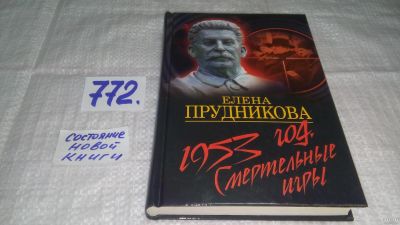 772.
состояние
новой
книги
ЕЛЕНА
ПРУДНИКОВА
1953 год.
Смертельные
игры